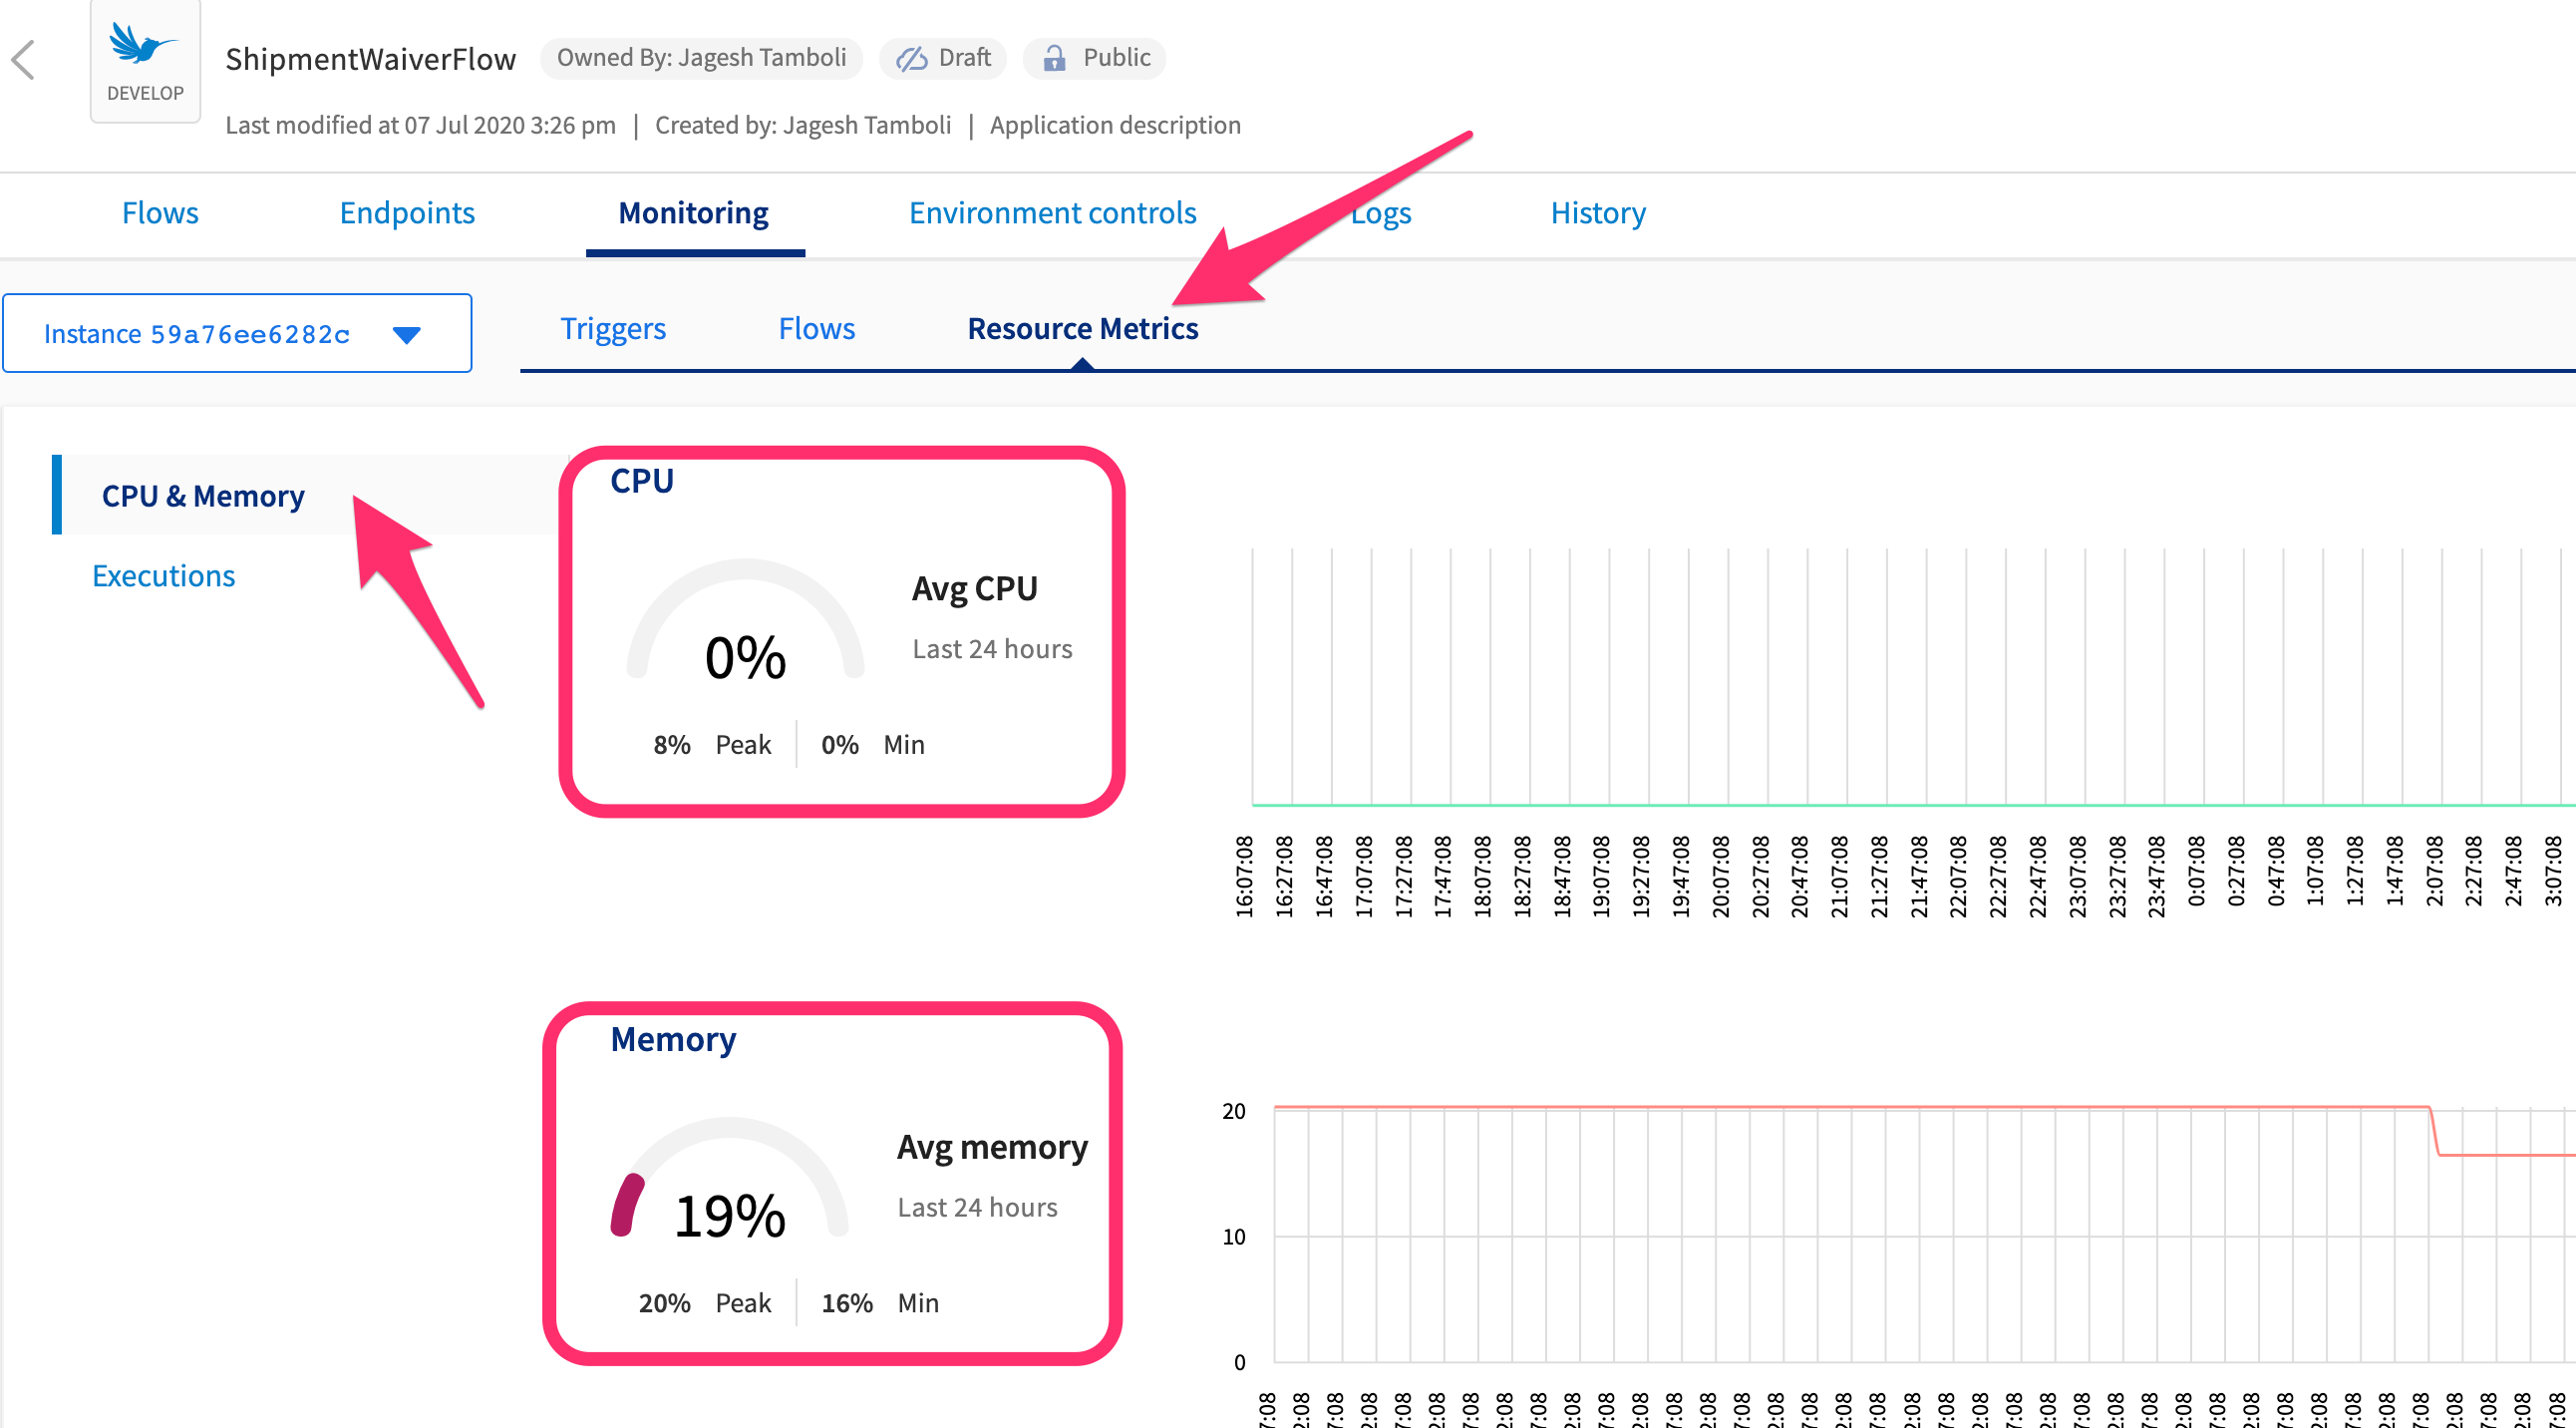 DEVELOP
ShipmentWaiverFlow Owned By: Jagesh Tamboli Draft Public
Last modified at 07 Jul 2020 3:26 pm | Created by: Jagesh Tamboli | Application description
Flows Endpoints Monitoring Environment controls Logs History
Instance 59a76ee6282c Triggers Flows Resource Metrics
CPU & Memory
Executions
CPU
0%
Avg CPU
Last 24 hours
8% Peak | 0% Min
16:07:08
16:27:08
16:47:08
17:07:08
17:27:08
17:47:08
18:07:08
18:27:08
18:47:08
19:07:08
19:27:08
19:47:08
20:07:08
20:27:08
20:47:08
21:07:08
21:27:08
21:47:08
22:07:08
22:27:08
22:47:08
23:07:08
23:27:08
23:47:08
0:07:08
0:27:08
0:47:08
1:07:08
1:27:08
1:47:08
2:07:08
2:27:08
2:47:08
3:07:08
Memory
19%
Avg memory
Last 24 hours
20% Peak | 16% Min
20
10
0